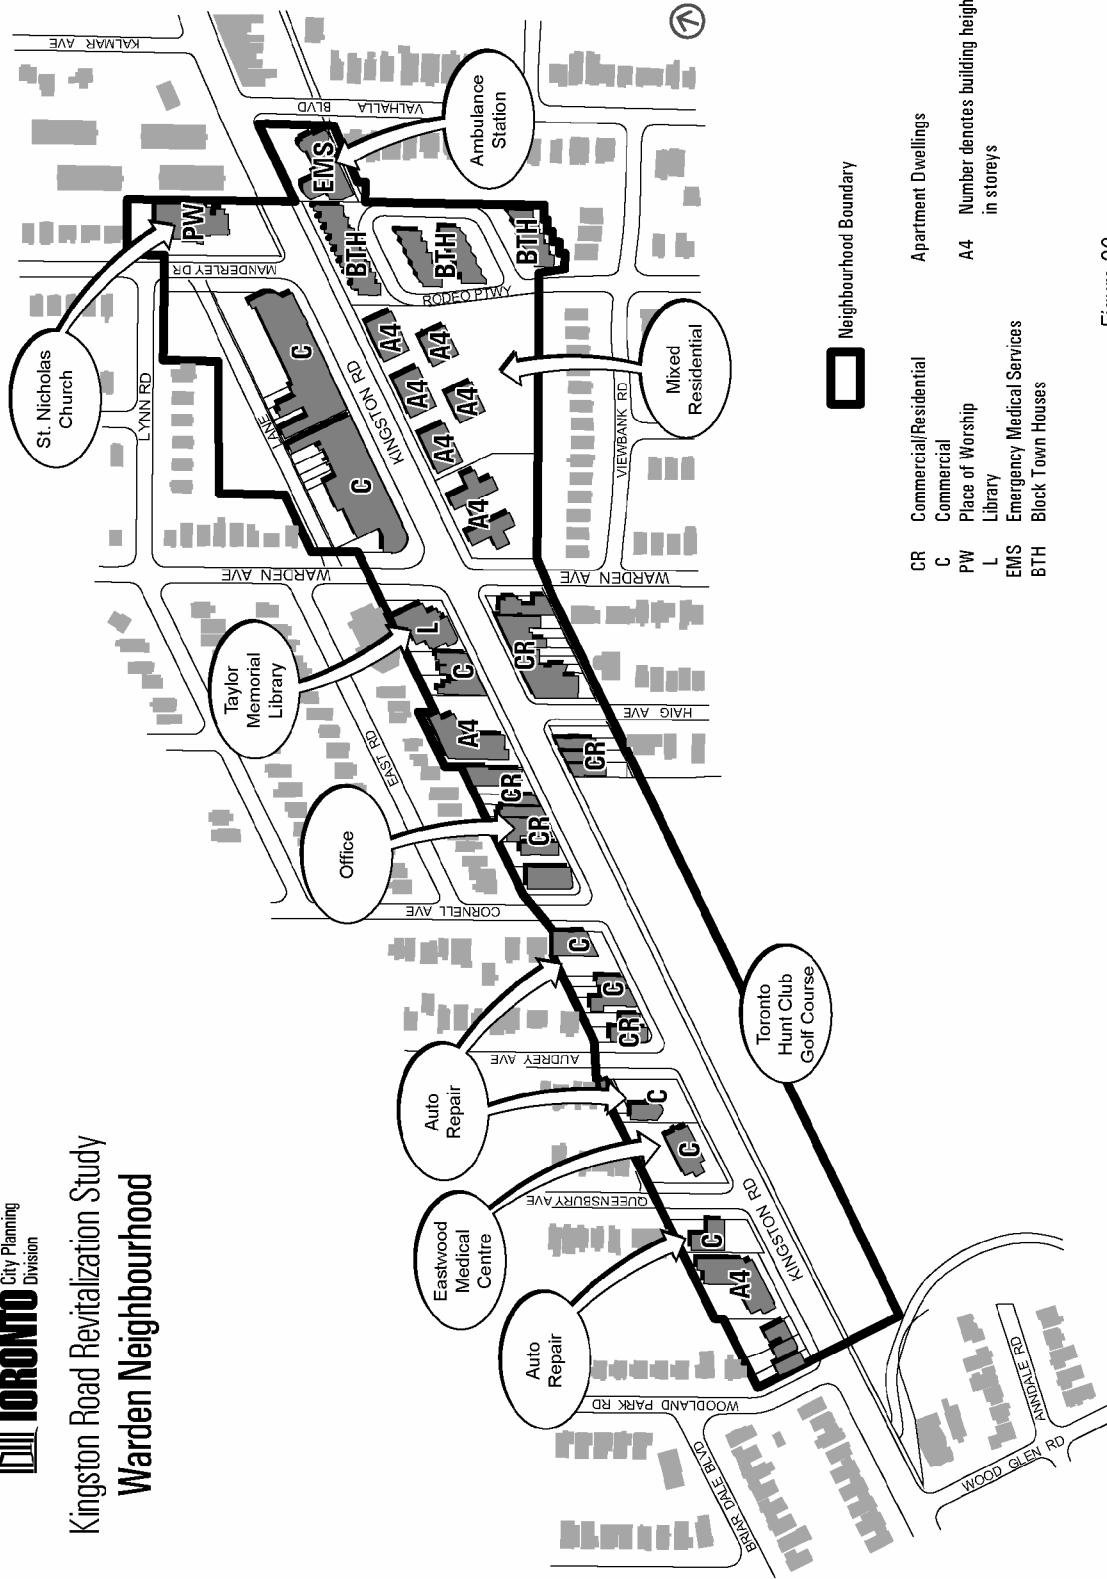 TORONTO City Planning
Division
Kingston Road Revitalization Study
Warden Neighbourhood
St. Nicholas
Church
Ambulance
Station
Taylor
Memorial
Library
Office
Mixed
Residential
Auto
Repair
Eastwood
Medical
Centre
Auto
Repair
Toronto
Hunt Club
Golf Course
KALMAR AVE
VALHALLA BLVD
MANDERLEY DR
LYNN RD
LANE
KINGSTON RD
RODEO PTWY
VIEWBANK RD
WARDEN AVE
WARDEN AVE
HAIG AVE
EAST RD
CORNELL AVE
AUDREY AVE
QUEENSBURY AVE
KINGSTON RD
WOODLAND PARK RD
BRIAR DALE BLVD
WOOD GLEN RD
ANNDALE RD
PW
EMS
BTH
BTH
BTH
C
C
A4
A4
A4
A4
A4
A4
L
C
A4
CR
CR
CR
CR
C
C
CR
C
C
C
A4
Neighbourhood Boundary
CR Commercial/Residential
C Commercial
PW Place of Worship
L Library
EMS Emergency Medical Services
BTH Block Town Houses
Apartment Dwellings
A4 Number denotes building heigh
in storeys